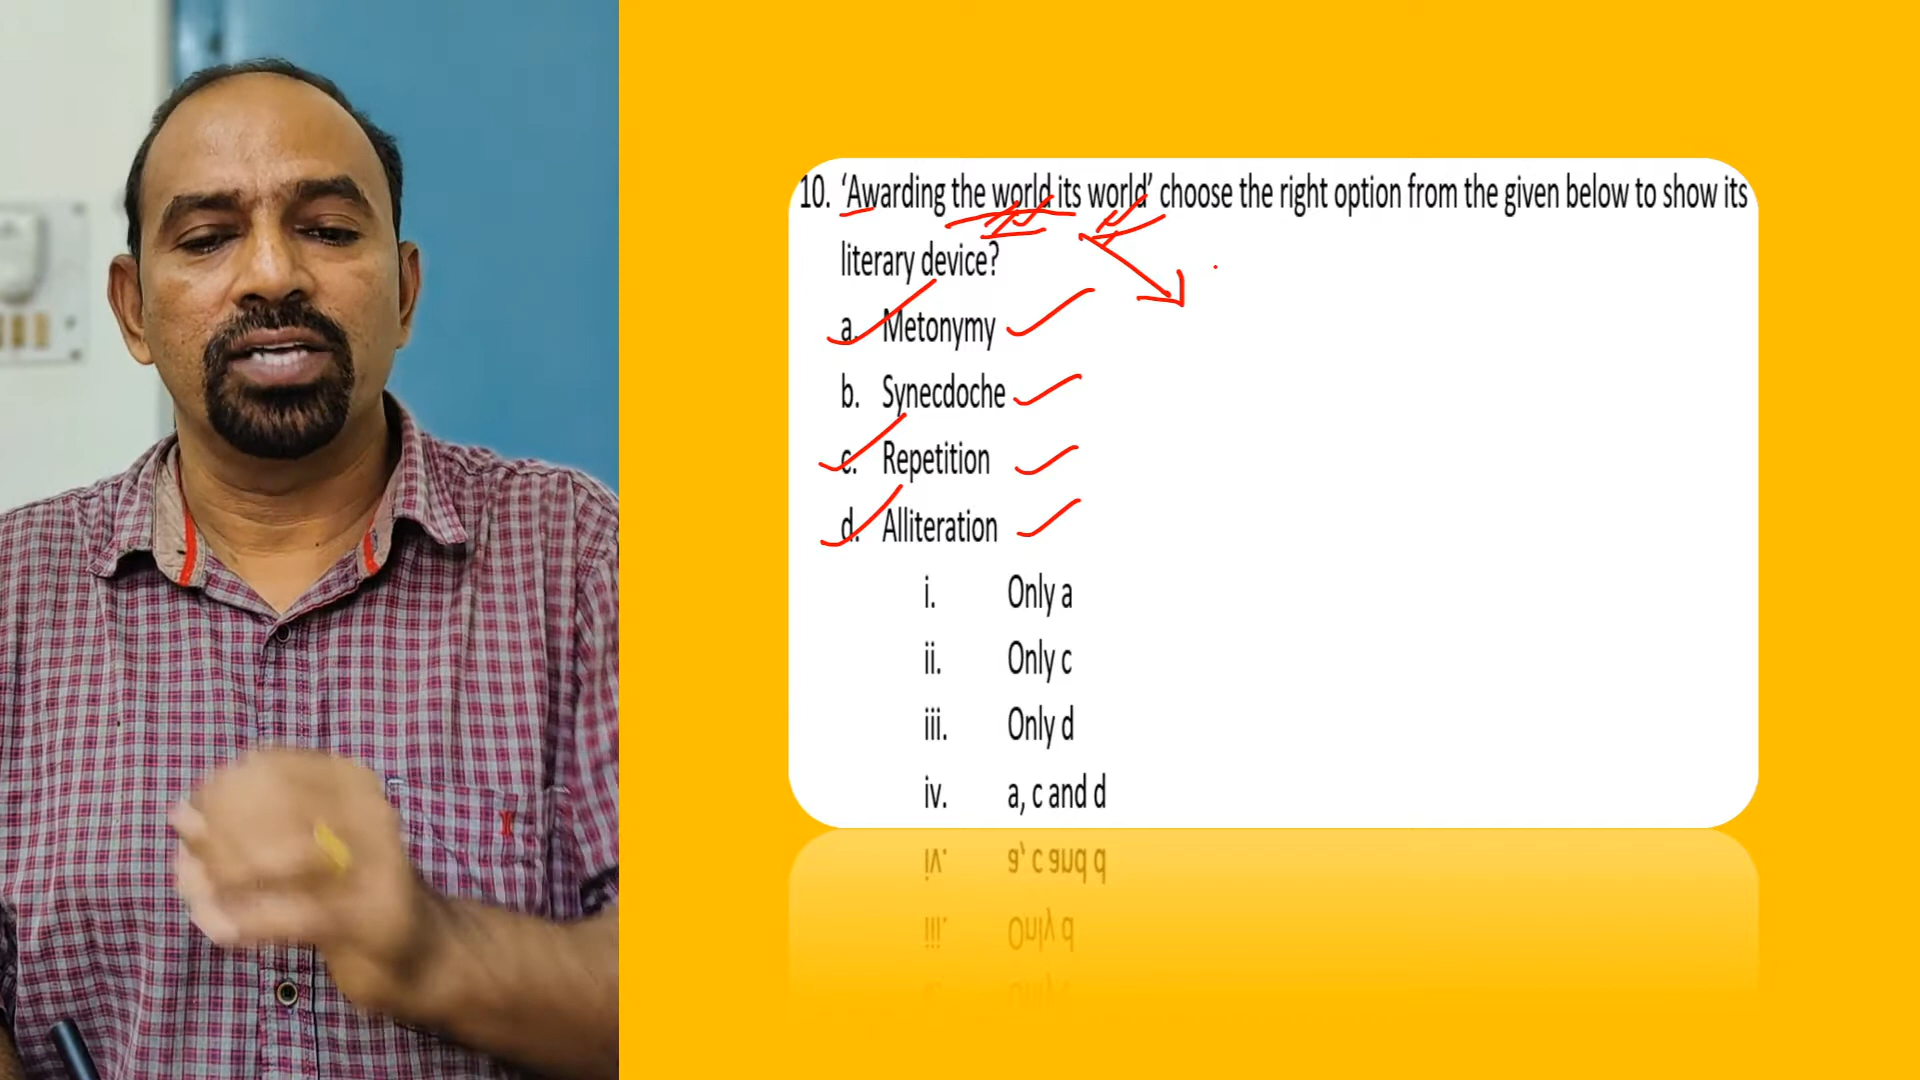 10. ‘Awarding the world its world’ choose the right option from the given below to show its
literary device?
a. Metonymy
b. Synecdoche
c. Repetition
d. Alliteration
i. Only a
ii. Only c
iii. Only d
iv. a, c and d